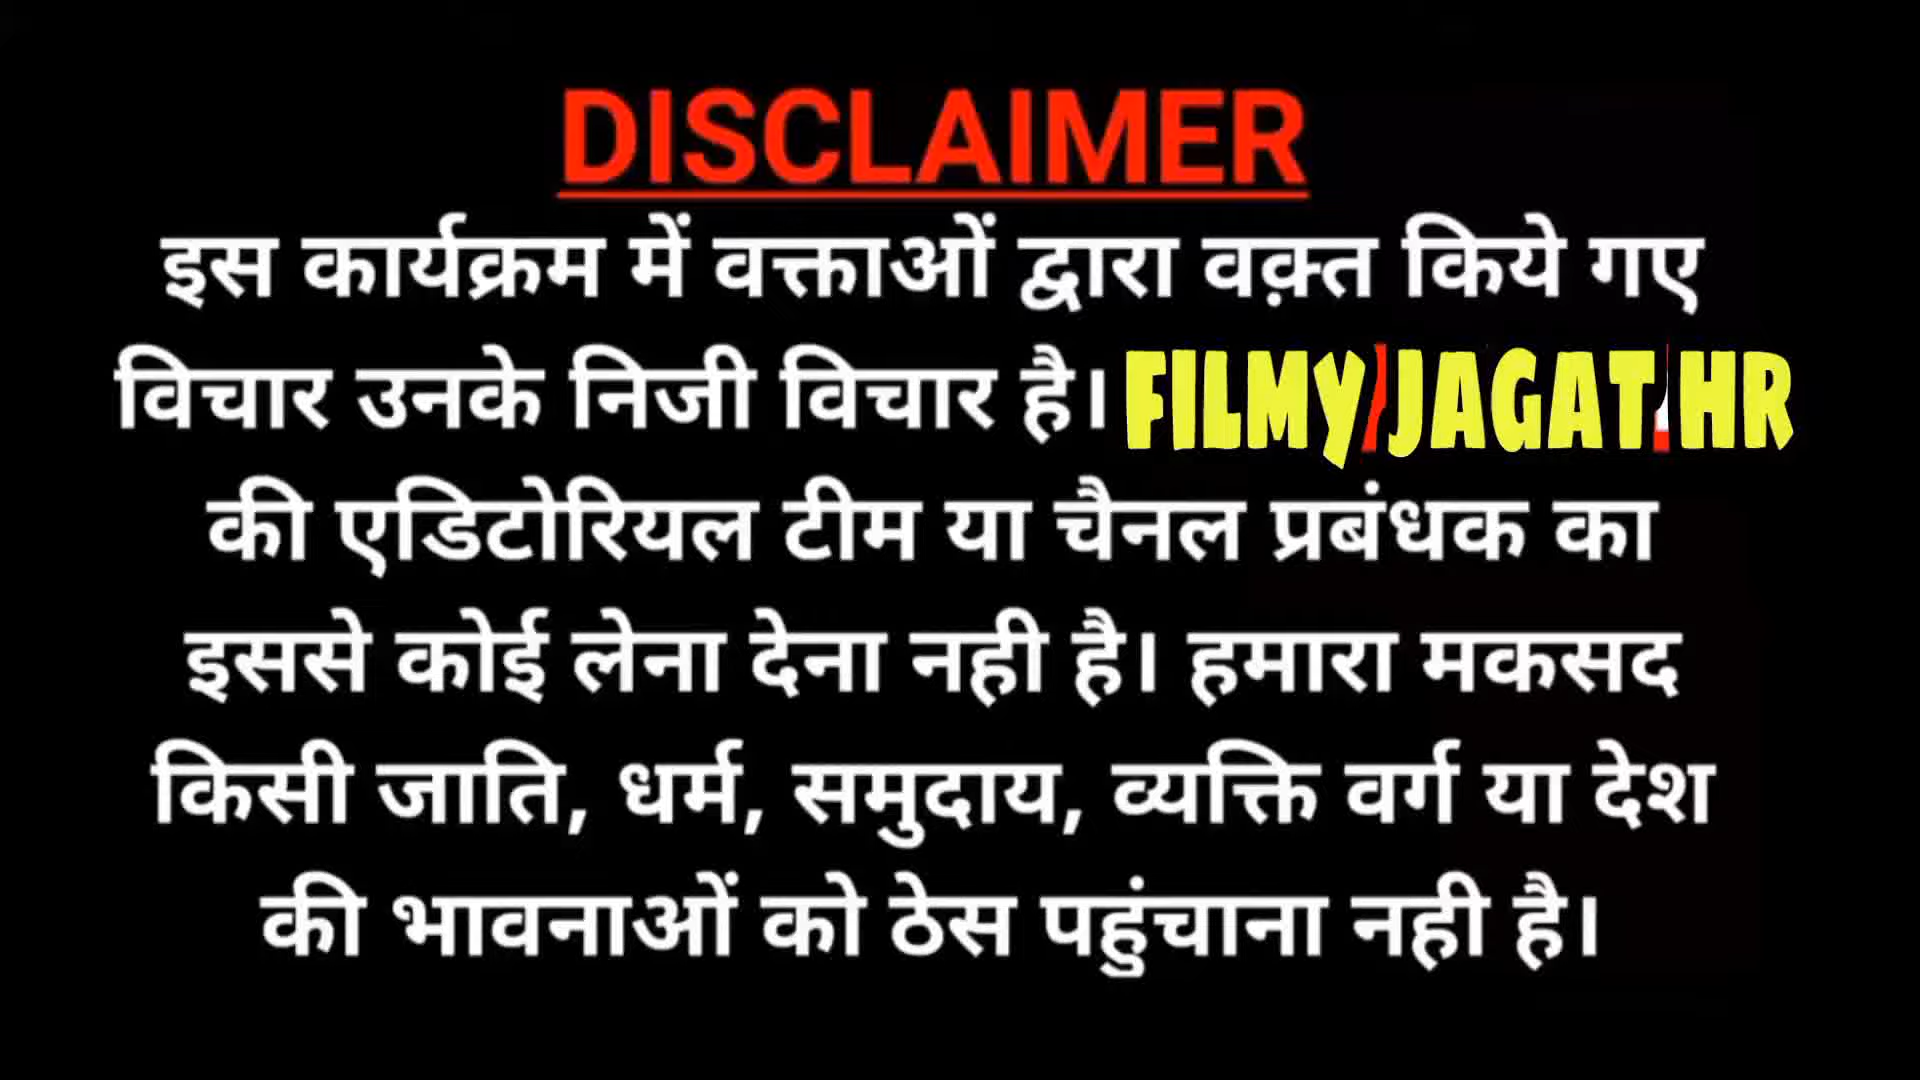 DISCLAIMER
इस कार्यक्रम में वक्ताओं द्वारा वक़्त किये गए
विचार उनके निजी विचार है। FILMY JAGAT HR
की एडिटोरियल टीम या चैनल प्रबंधक का
इससे कोई लेना देना नही है। हमारा मकसद
किसी जाति, धर्म, समुदाय, व्यक्ति वर्ग या देश
की भावनाओं को ठेस पहुंचाना नही है।